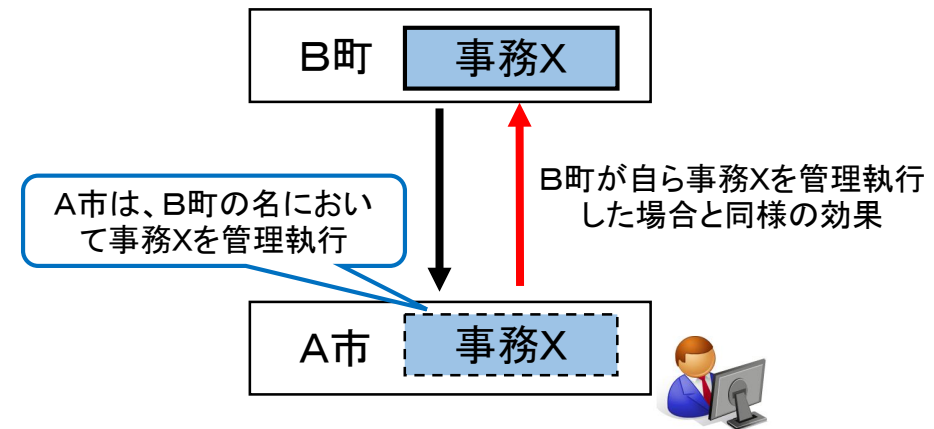 B町 事務X
B町が自ら事務Xを管理執行
した場合と同様の効果
A市は、B町の名におい
て事務Xを管理執行
A市 事務X